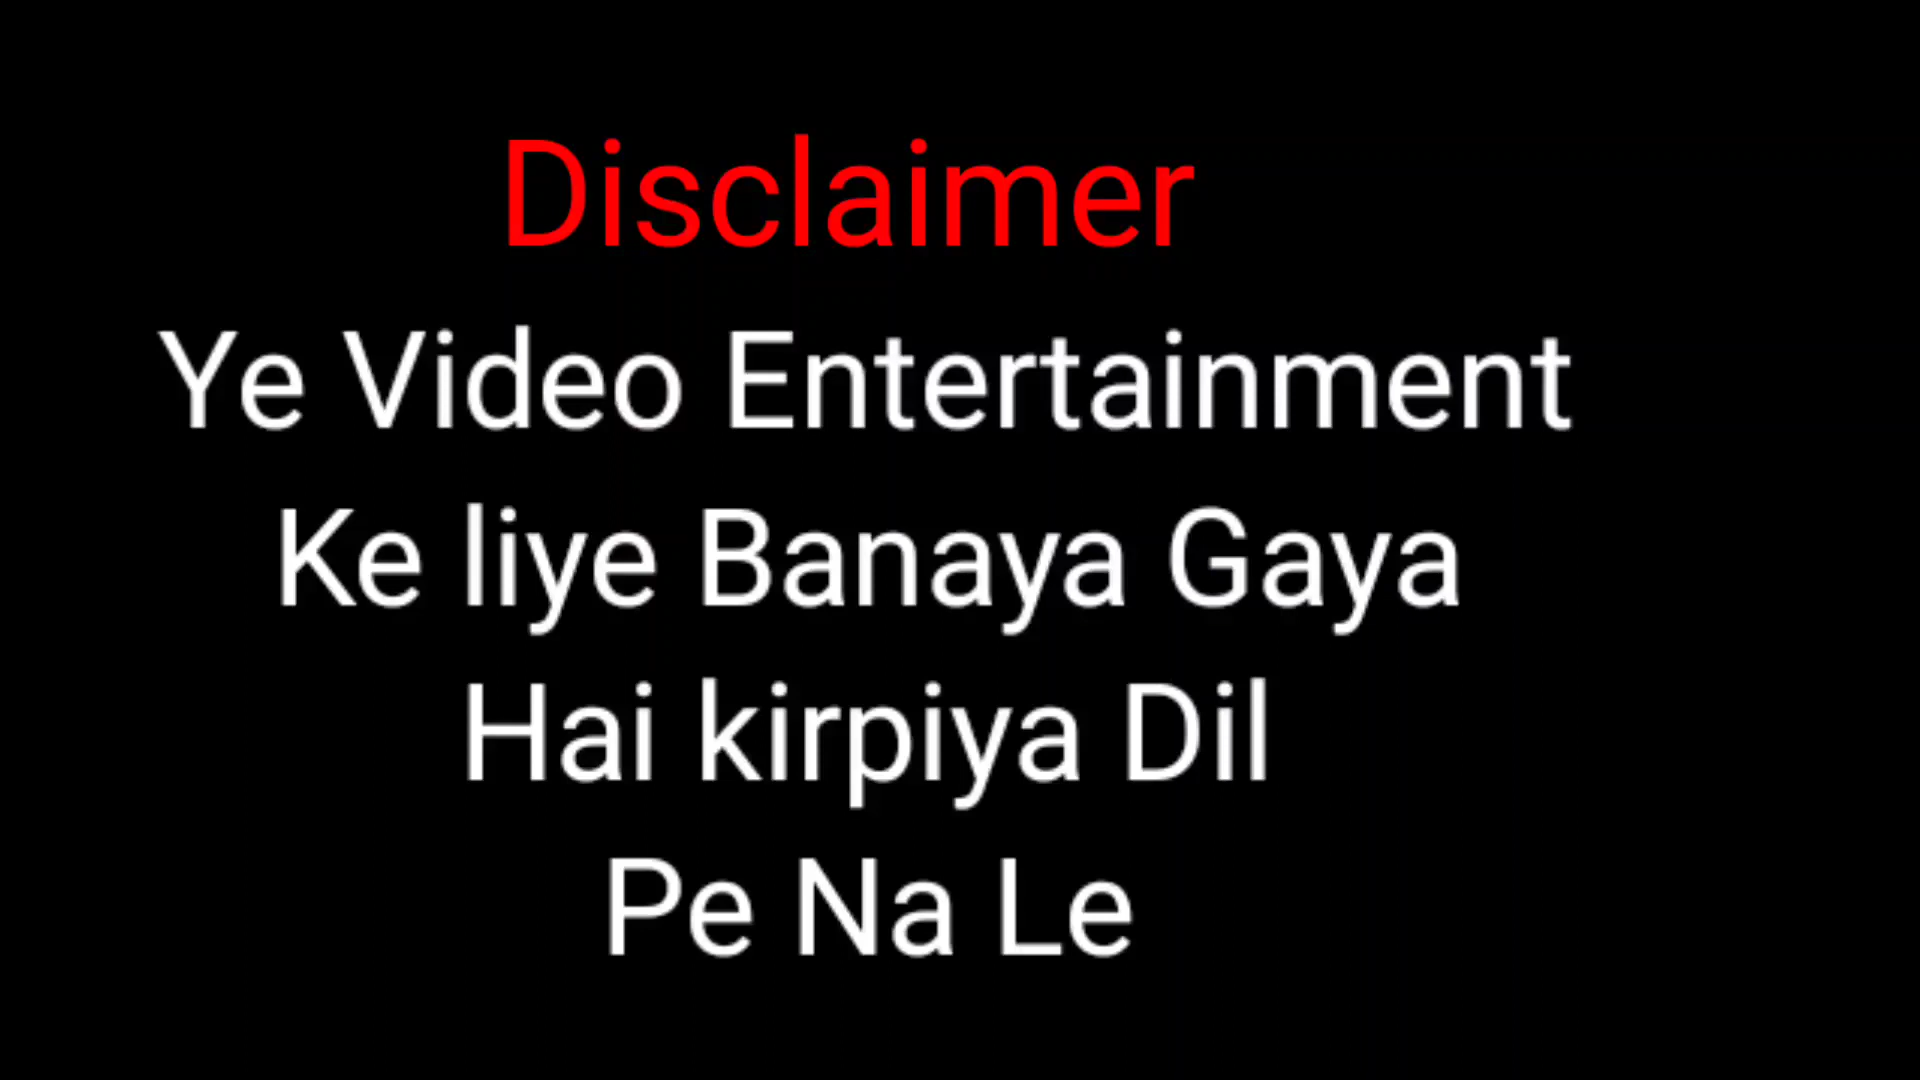 Disclaimer
Ye Video Entertainment
Ke liye Banaya Gaya
Hai kirpiya Dil
Pe Na Le